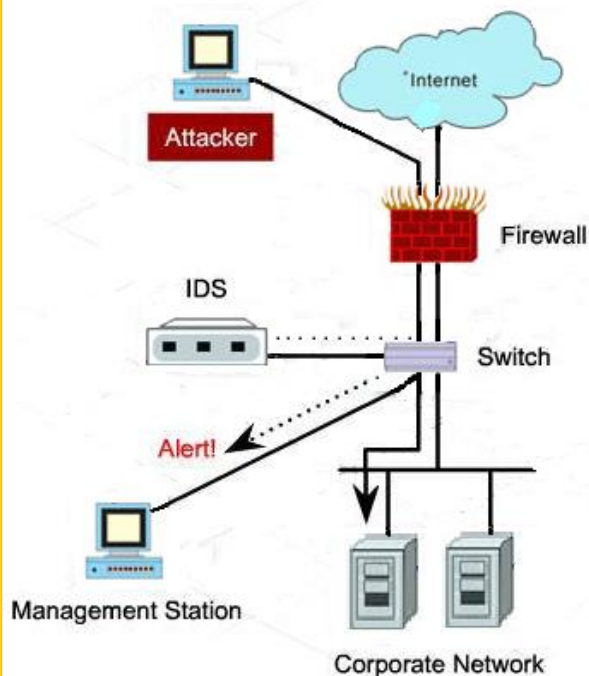 *Internet
Attacker
Firewall
IDS
Switch
Alert!
Management Station
Corporate Network